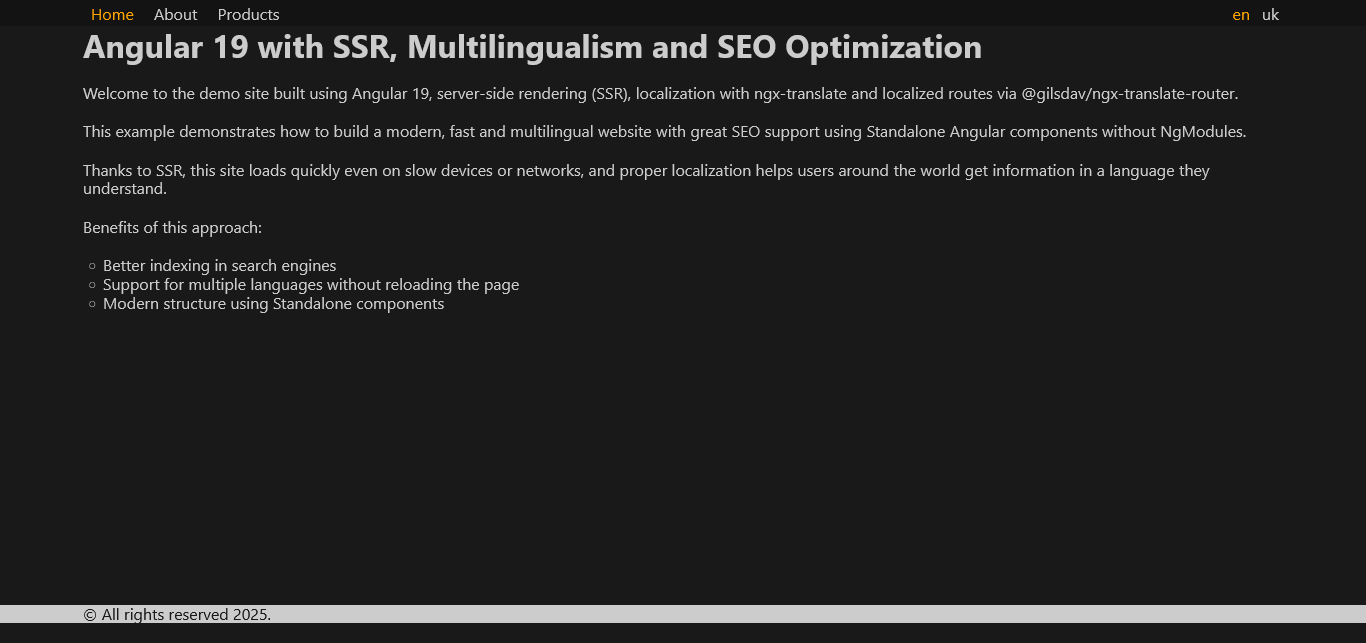 Home About Products en uk
Angular 19 with SSR, Multilingualism and SEO Optimization
Welcome to the demo site built using Angular 19, server-side rendering (SSR), localization with ngx-translate and localized routes via @gilsdav/ngx-translate-router.
This example demonstrates how to build a modern, fast and multilingual website with great SEO support using Standalone Angular components without NgModules.
Thanks to SSR, this site loads quickly even on slow devices or networks, and proper localization helps users around the world get information in a language they
understand.
Benefits of this approach:
Better indexing in search engines
Support for multiple languages without reloading the page
Modern structure using Standalone components
© All rights reserved 2025.